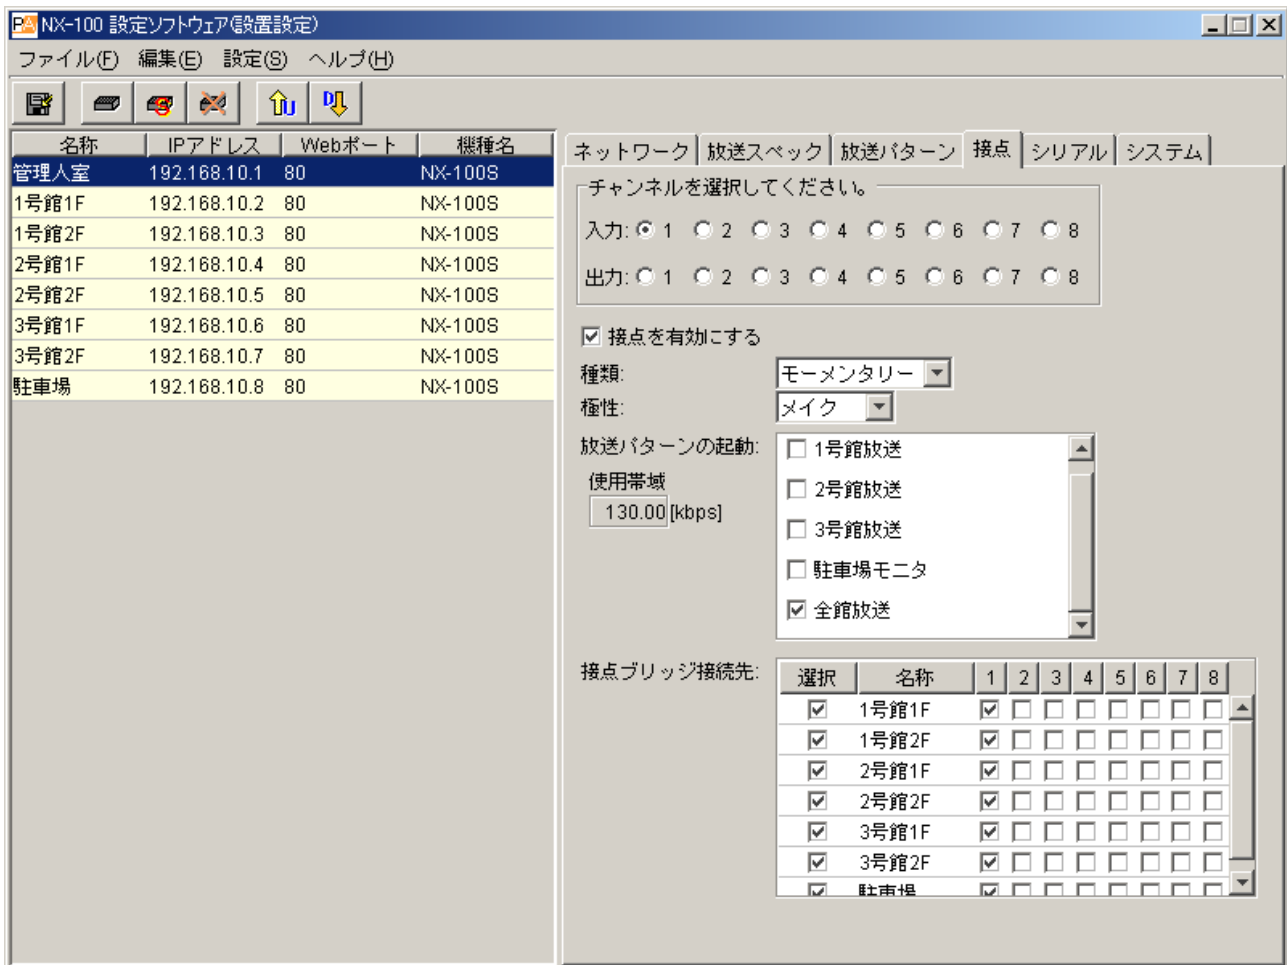 PA NX-100 設定ソフトウェア(設置設定)
ファイル(F) 編集(E) 設定(S) ヘルプ(H)
U D
名称 IPアドレス Webポート 機種名
管理人室 192.168.10.1 80 NX-100S
1号館1F 192.168.10.2 80 NX-100S
1号館2F 192.168.10.3 80 NX-100S
2号館1F 192.168.10.4 80 NX-100S
2号館2F 192.168.10.5 80 NX-100S
3号館1F 192.168.10.6 80 NX-100S
3号館2F 192.168.10.7 80 NX-100S
駐車場 192.168.10.8 80 NX-100S
ネットワーク 放送スペック 放送パターン 接点 シリアル システム
チャンネルを選択してください。
入力: 1 2 3 4 5 6 7 8
出力: 1 2 3 4 5 6 7 8
接点を有効にする
種類: モーメンタリー
極性: メイク
放送パターンの起動: 1号館放送
使用帯域
130.00 [kbps]
2号館放送
3号館放送
駐車場モニタ
全館放送
接点ブリッジ接続先:
選択 名称 1 2 3 4 5 6 7 8
1号館1F
1号館2F
2号館1F
2号館2F
3号館1F
3号館2F
駐車場